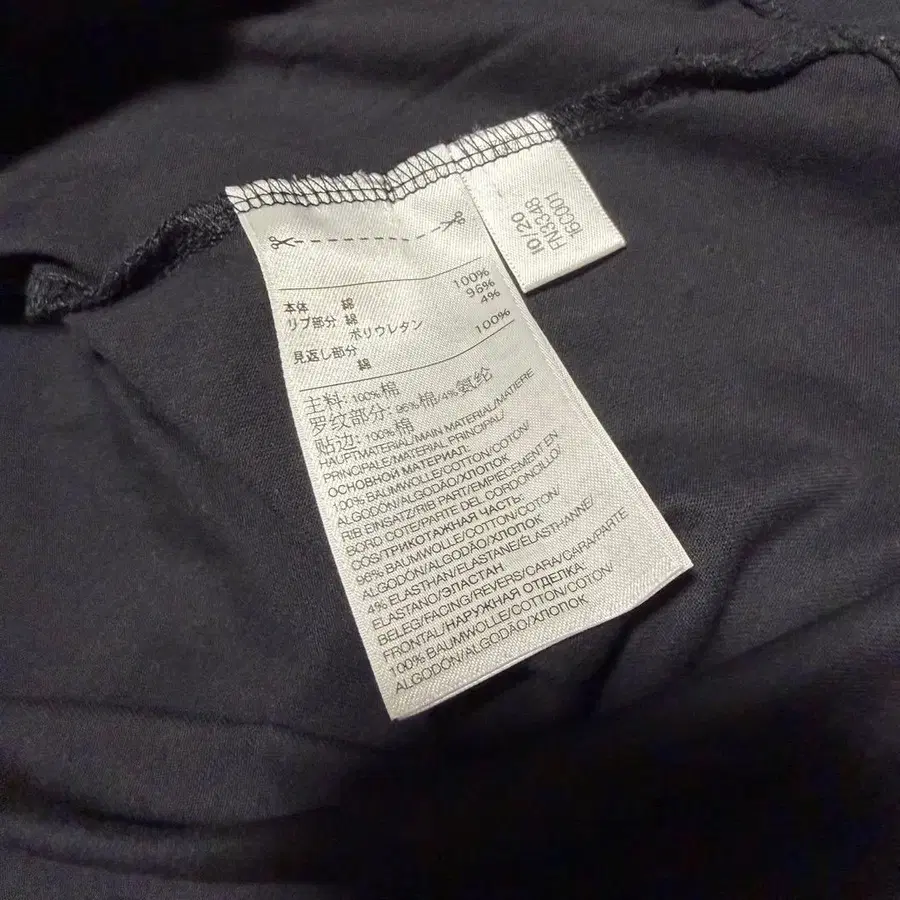 本体 綿 100%
リブ部分 綿 96%
ポリウレタン 4%
見返し部分
綿 100%
主料: 100%棉
罗纹部分: 96%棉/4%氨纶
贴边: 100%棉
HAUPTMATERIAL/MAIN MATERIAL/MATIERE
PRINCIPALE/MATERIAL PRINCIPAL/
ОСНОВНОЙ МАТЕРИАЛ:
100% BAUMWOLLE/COTTON/COTON/
ALGODÓN/ALGODÃO/ХЛОПОК
RIB EINSATZ/RIB PART/EMPIECEMENT EN
BORD COTE/PARTE DEL CORDONCILLO/
COS/ТРИКОТАЖНАЯ ЧАСТЬ:
96% BAUMWOLLE/COTTON/COTON/
ALGODÓN/ALGODÃO/ХЛОПОК
4% ELASTHAN/ELASTANE/ÉLASTHANNE/
ELASTANO/ЭЛАСТАН
BELEG/FACING/REVERS/CARA/CARA/PARTE
FRONTAL/НАРУЖНАЯ ОТДЕЛКА:
100% BAUMWOLLE/COTTON/COTON/
ALGODÓN/ALGODÃO/ХЛОПОК
10/20
FN3348
16C001